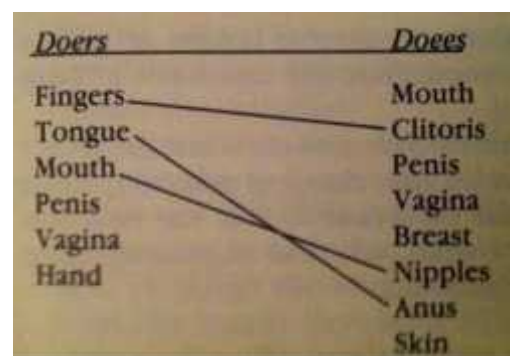 Doers Doees
Fingers Mouth
Tongue Clitoris
Mouth Penis
Penis Vagina
Vagina Breast
Hand Nipples
Anus
Skin